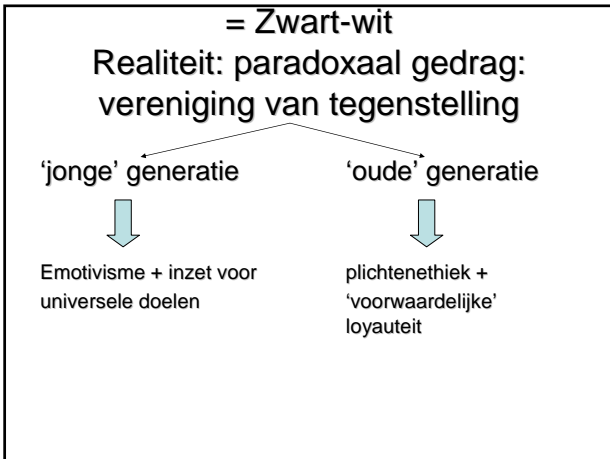 = Zwart-wit
Realiteit: paradoxaal gedrag:
vereniging van tegenstelling
‘jonge’ generatie
‘oude’ generatie
Emotivisme + inzet voor
universele doelen
plichtenethiek +
‘voorwaardelijke’
loyauteit